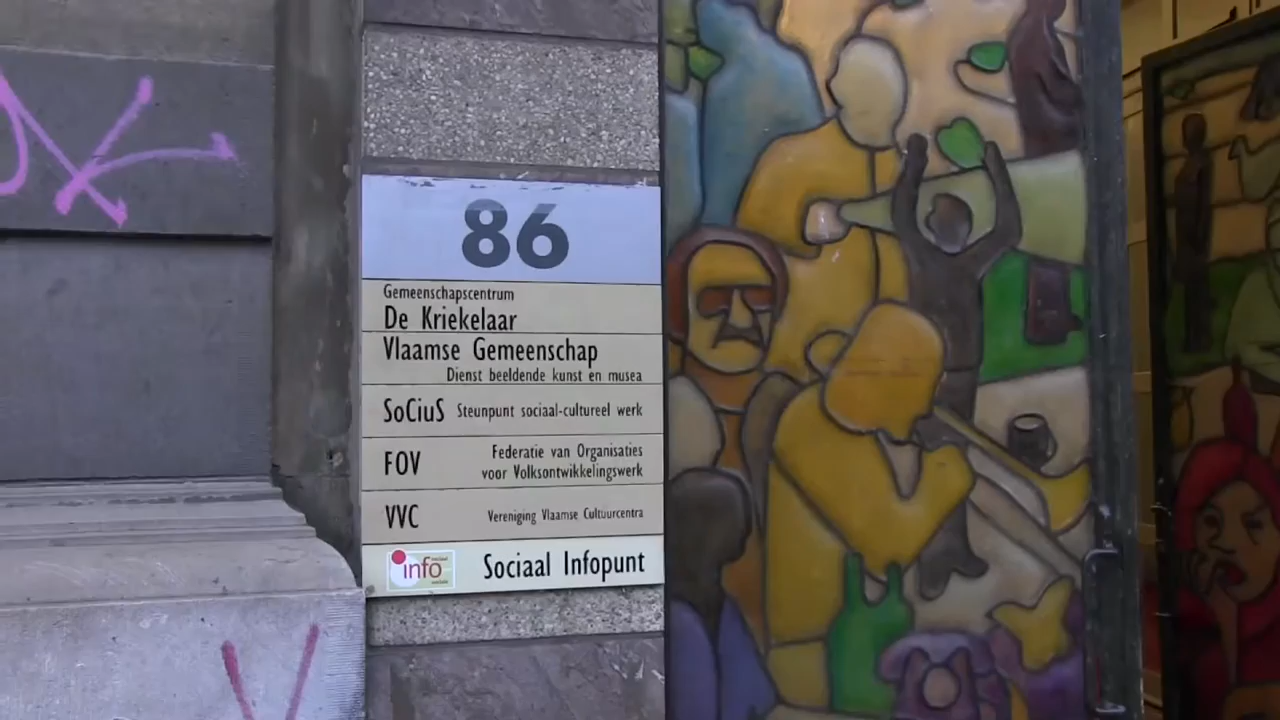 86
Gemeenschapscentrum
De Kriekelaar
Vlaamse Gemeenschap
Dienst beeldende kunst en musea
SoCiuS Steunpunt sociaal-cultureel werk
FOV Federatie van Organisaties
voor Volksontwikkelingswerk
VVC Vereniging Vlaamse Cultuurcentra
info Sociaal Infopunt